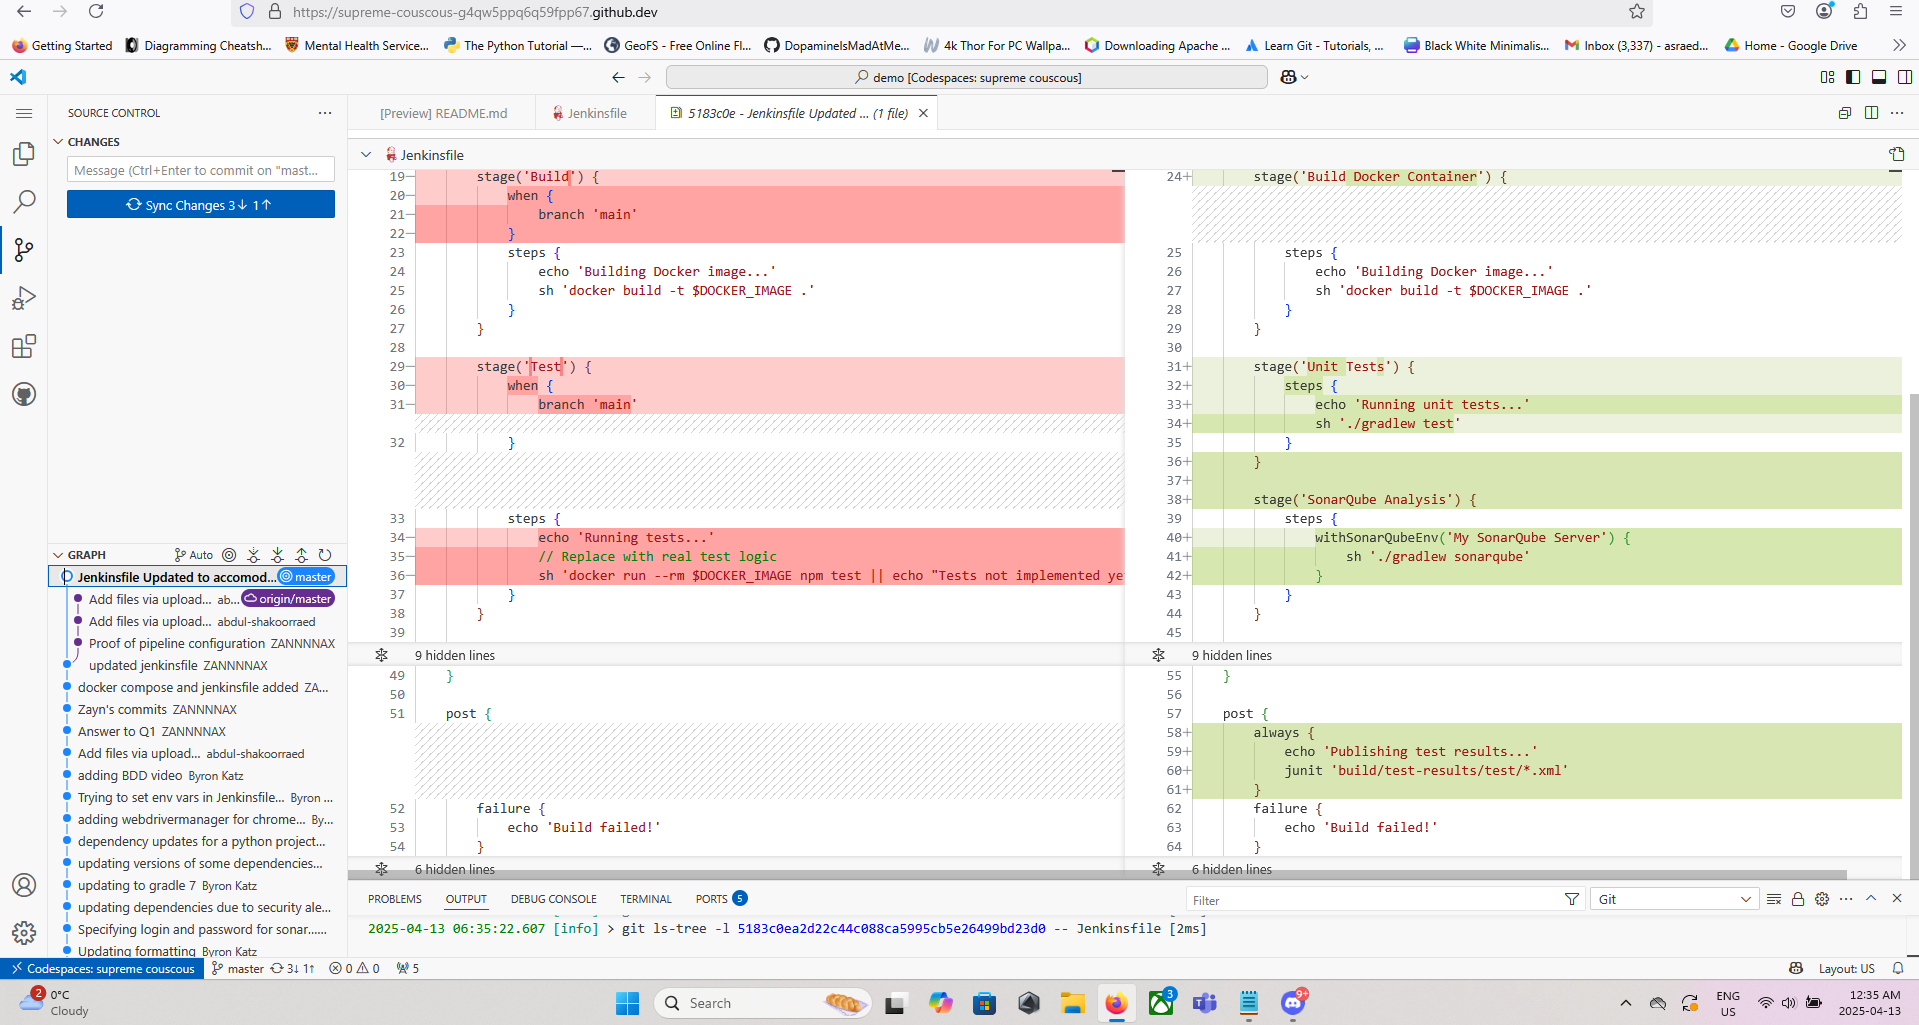 https://supreme-couscous-g4qw5ppq6q59fpp67.github.dev
Getting Started
Diagramming Cheatsh...
Mental Health Service...
The Python Tutorial —...
GeoFS - Free Online Fl...
DopamineIsMadAtMe...
4k Thor For PC Wallpa...
Downloading Apache ...
Learn Git - Tutorials, ...
Black White Minimalis...
Inbox (3,337) - asraed...
Home - Google Drive
demo [Codespaces: supreme couscous]
SOURCE CONTROL
CHANGES
Message (Ctrl+Enter to commit on "mast...
Sync Changes 3↓ 1↑
[Preview] README.md
Jenkinsfile
5183c0e - Jenkinsfile Updated ... (1 file)
Jenkinsfile
19− stage('Build') {
20− when {
21− branch 'main'
22− }
23 steps {
24 echo 'Building Docker image...'
25 sh 'docker build -t $DOCKER_IMAGE .'
26 }
27 }
28
29− stage('Test') {
30− when {
31− branch 'main'
32 }
33 steps {
34− echo 'Running tests...'
35− // Replace with real test logic
36− sh 'docker run --rm $DOCKER_IMAGE npm test || echo "Tests not implemented ye
37 }
38 }
39
9 hidden lines
49 }
50
51 post {
52 failure {
53 echo 'Build failed!'
54 }
6 hidden lines
24+ stage('Build Docker Container') {
25 steps {
26 echo 'Building Docker image...'
27 sh 'docker build -t $DOCKER_IMAGE .'
28 }
29 }
30
31+ stage('Unit Tests') {
32+ steps {
33+ echo 'Running unit tests...'
34+ sh './gradlew test'
35 }
36+ }
37+
38+ stage('SonarQube Analysis') {
39 steps {
40+ withSonarQubeEnv('My SonarQube Server') {
41+ sh './gradlew sonarqube'
42+ }
43 }
44 }
45
9 hidden lines
55 }
56
57 post {
58+ always {
59+ echo 'Publishing test results...'
60+ junit 'build/test-results/test/*.xml'
61+ }
62 failure {
63 echo 'Build failed!'
64 }
6 hidden lines
GRAPH
Auto
Jenkinsfile Updated to accomod... master
Add files via upload... ab... origin/master
Add files via upload... abdul-shakoorraed
Proof of pipeline configuration ZANNNNAX
updated jenkinsfile ZANNNNAX
docker compose and jenkinsfile added ZA...
Zayn's commits ZANNNNAX
Answer to Q1 ZANNNNAX
Add files via upload... abdul-shakoorraed
adding BDD video Byron Katz
Trying to set env vars in Jenkinsfile... Byron ...
adding webdrivermanager for chrome... By...
dependency updates for a python project...
updating versions of some dependencies...
updating to gradle 7 Byron Katz
updating dependencies due to security ale...
Specifying login and password for sonar......
Updating formatting Byron Katz
PROBLEMS
OUTPUT
DEBUG CONSOLE
TERMINAL
PORTS 5
Filter
Git
2025-04-13 06:35:22.607 [info] > git ls-tree -l 5183c0ea2d22c44c088ca5995cb5e26499bd23d0 -- Jenkinsfile [2ms]
Codespaces: supreme couscous
master 3↓ 1↑
0 0
5
Layout: US
2
0°C
Cloudy
Search
3
9+
ENG
US
12:35 AM
2025-04-13